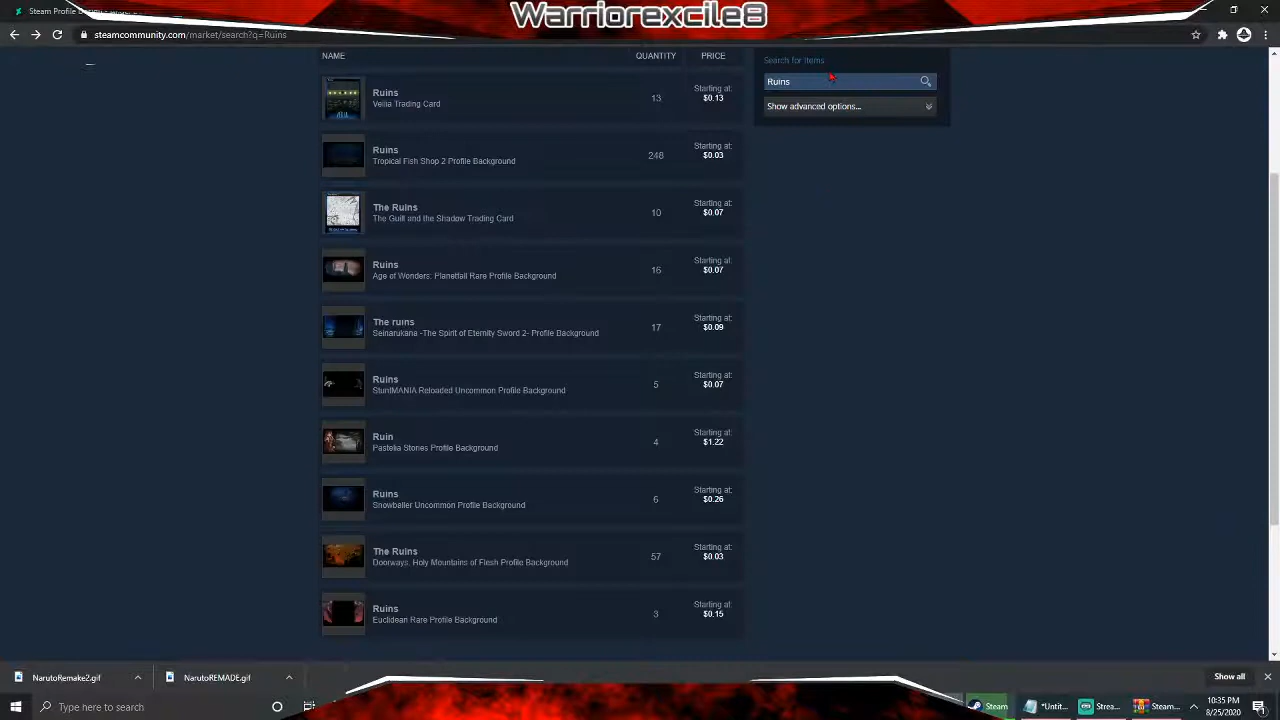 Warriorexcile8
steamcommunity.com/market/search?q=Ruins
NAME QUANTITY PRICE
Ruins
Veilia Trading Card
13
Starting at:
$0.13
Ruins
Tropical Fish Shop 2 Profile Background
248
Starting at:
$0.03
The Ruins
The Guilt and the Shadow Trading Card
10
Starting at:
$0.07
Ruins
Age of Wonders: Planetfall Rare Profile Background
16
Starting at:
$0.07
The ruins
Seinarukana -The Spirit of Eternity Sword 2- Profile Background
17
Starting at:
$0.09
Ruins
StuntMANIA Reloaded Uncommon Profile Background
5
Starting at:
$0.07
Ruin
Pastelia Stories Profile Background
4
Starting at:
$1.22
Ruins
Snowballer Uncommon Profile Background
6
Starting at:
$0.26
The Ruins
Doorways: Holy Mountains of Flesh Profile Background
57
Starting at:
$0.03
Ruins
Euclidean Rare Profile Background
3
Starting at:
$0.15
Search for Items
Ruins
Show advanced options...
NarutoRemake2.gif
NarutoREMADE.gif
Show all
Type here to search
Steam
*Untit...
Strea...
Steam...
10:35 PM
8/25/2020